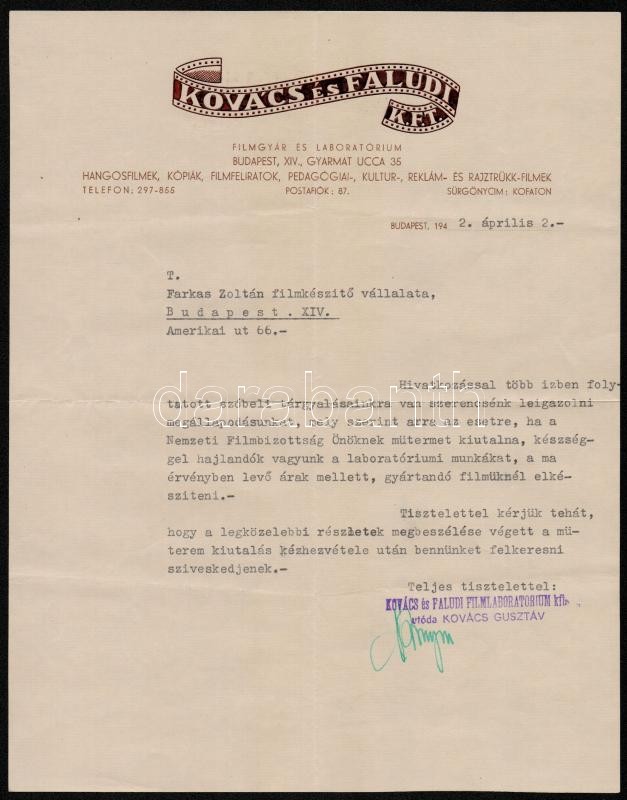 KOVÁCS ÉS FALUDI
K.F.T.
FILMGYÁR ÉS LABORATÓRIUM
BUDAPEST, XIV., GYARMAT UCCA 35
HANGOSFILMEK, KÓPIÁK, FILMFELIRATOK, PEDAGÓGIAI-, KULTUR-, REKLÁM- ÉS RAJZTRÜKK-FILMEK
TELEFON: 297-855 POSTAFIÓK: 87. SÜRGÖNYCIM: KOFATON
BUDAPEST, 194 2. április 2.-
T.
Farkas Zoltán filmkészitő vállalata,
Budapest. XIV.
Amerikai ut 66.-
Hivatkozással több izben foly-
tatott szóbeli tárgyalásainkra van szerencsénk leigazolni
megállapodásunkat, mely szerint arra az esetre, ha a
Nemzeti Filmbizottság Önöknek mütermet kiutalna, készség-
gel hajlandók vagyunk a laboratóriumi munkákat, a ma
érvényben levő árak mellett, gyártandó filmüknél elké-
sziteni.-
Tisztelettel kérjük tehát,
hogy a legközelebbi részletek megbeszélése végett a mü-
terem kiutalás kézhezvétele után bennünket felkeresni
sziveskedjenek.-
Teljes tisztelettel:
KOVÁCS és FALUDI FILMLABORATORIUM kft.
utóda KOVÁCS GUSZTÁV
darabanth